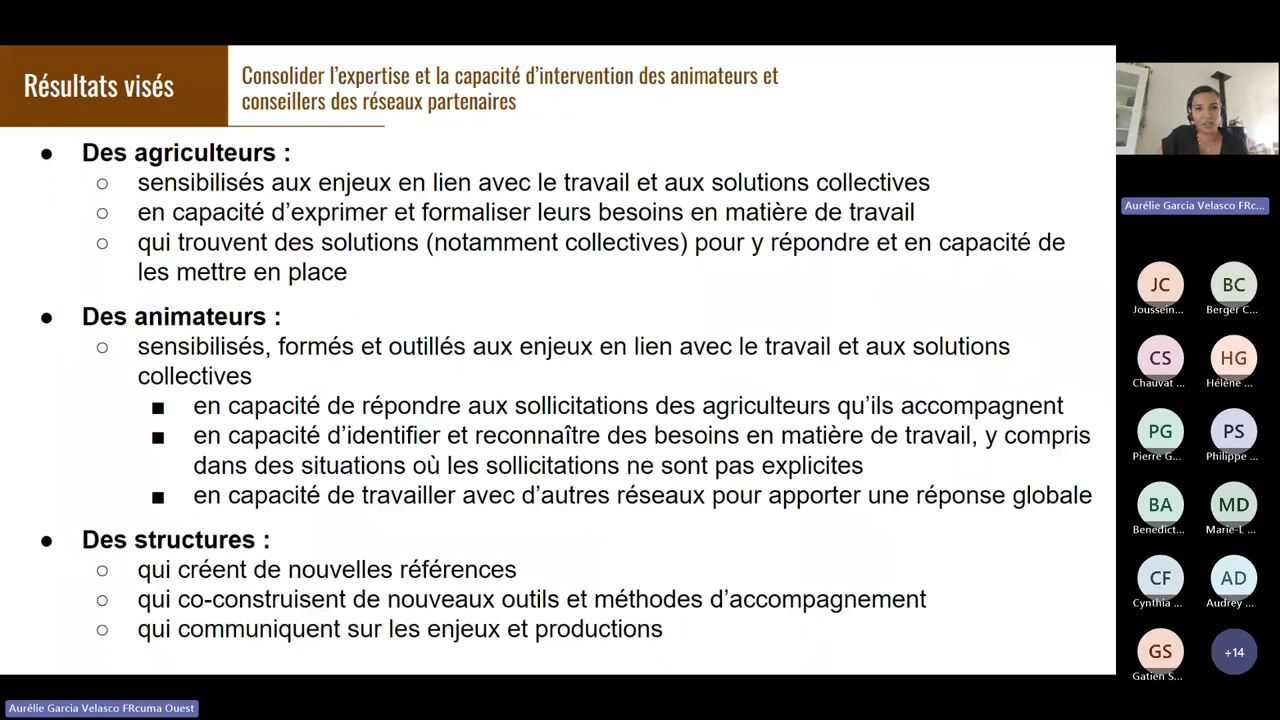 Résultats visés
Consolider l'expertise et la capacité d'intervention des animateurs et
conseillers des réseaux partenaires
● Des agriculteurs :
○ sensibilisés aux enjeux en lien avec le travail et aux solutions collectives
○ en capacité d'exprimer et formaliser leurs besoins en matière de travail
○ qui trouvent des solutions (notamment collectives) pour y répondre et en capacité de
les mettre en place
● Des animateurs :
○ sensibilisés, formés et outillés aux enjeux en lien avec le travail et aux solutions
collectives
■ en capacité de répondre aux sollicitations des agriculteurs qu'ils accompagnent
■ en capacité d'identifier et reconnaître des besoins en matière de travail, y compris
dans des situations où les sollicitations ne sont pas explicites
■ en capacité de travailler avec d'autres réseaux pour apporter une réponse globale
● Des structures :
○ qui créent de nouvelles références
○ qui co-construisent de nouveaux outils et méthodes d'accompagnement
○ qui communiquent sur les enjeux et productions
Aurélie Garcia Velasco FRc...
JC
Joussein...
BC
Berger C...
CS
Chauvat ...
HG
Hélène ...
PG
Pierre G...
PS
Philippe ...
BA
Benedict...
MD
Marie-L ...
CF
Cynthia ...
AD
Audrey ...
GS
Gatien S...
+14
Aurélie Garcia Velasco FRcuma Ouest